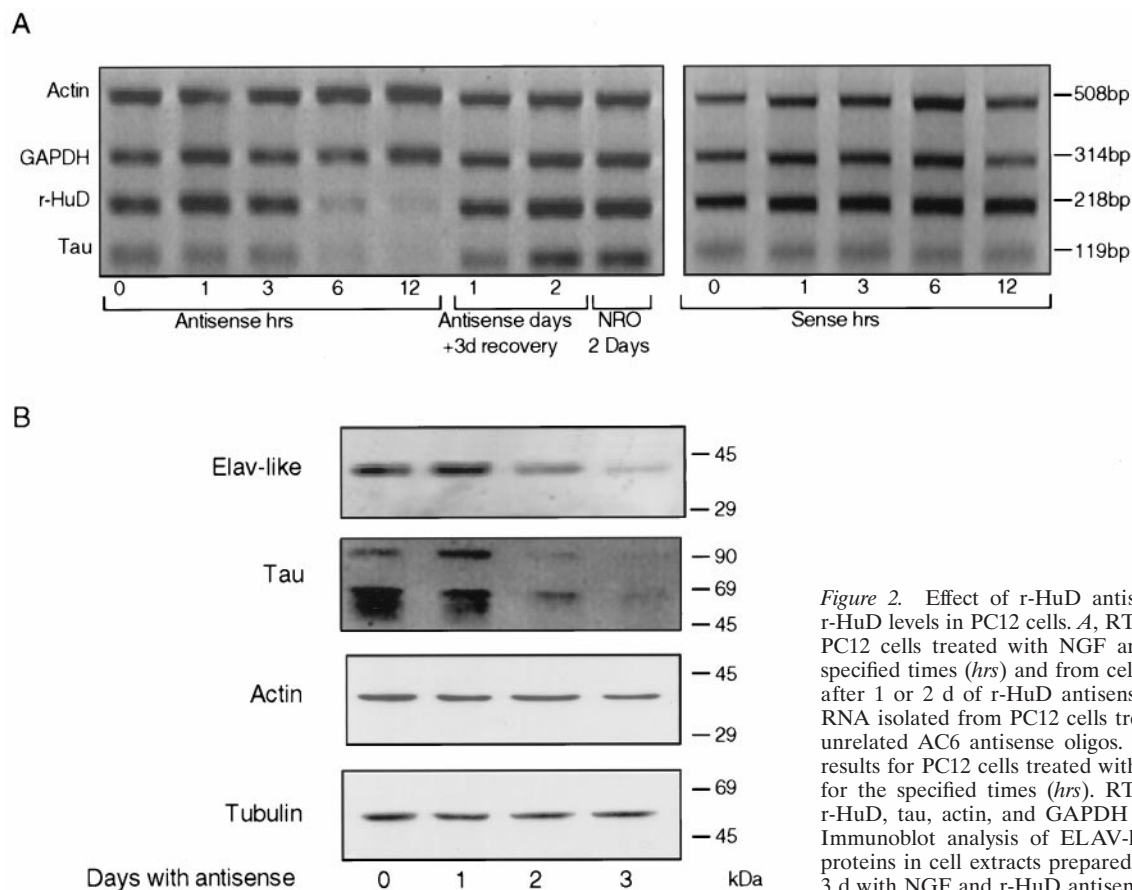 A
Actin
GAPDH
r-HuD
Tau
508bp
314bp
218bp
119bp
0 1 3 6 12 1 2 0 1 3 6 12
Antisense hrs Antisense days NRO Sense hrs
+3d recovery 2 Days
B
Elav-like
45
29
Tau
90
69
45
Actin
45
29
Tubulin
69
45
Days with antisense 0 1 2 3 kDa
Figure 2. Effect of r-HuD antis
r-HuD levels in PC12 cells. A, RT
PC12 cells treated with NGF an
specified times (hrs) and from cel
after 1 or 2 d of r-HuD antisens
RNA isolated from PC12 cells tre
unrelated AC6 antisense oligos.
results for PC12 cells treated with
for the specified times (hrs). RT
r-HuD, tau, actin, and GAPDH
Immunoblot analysis of ELAV-l
proteins in cell extracts prepared
3 d with NGF and r-HuD antisen